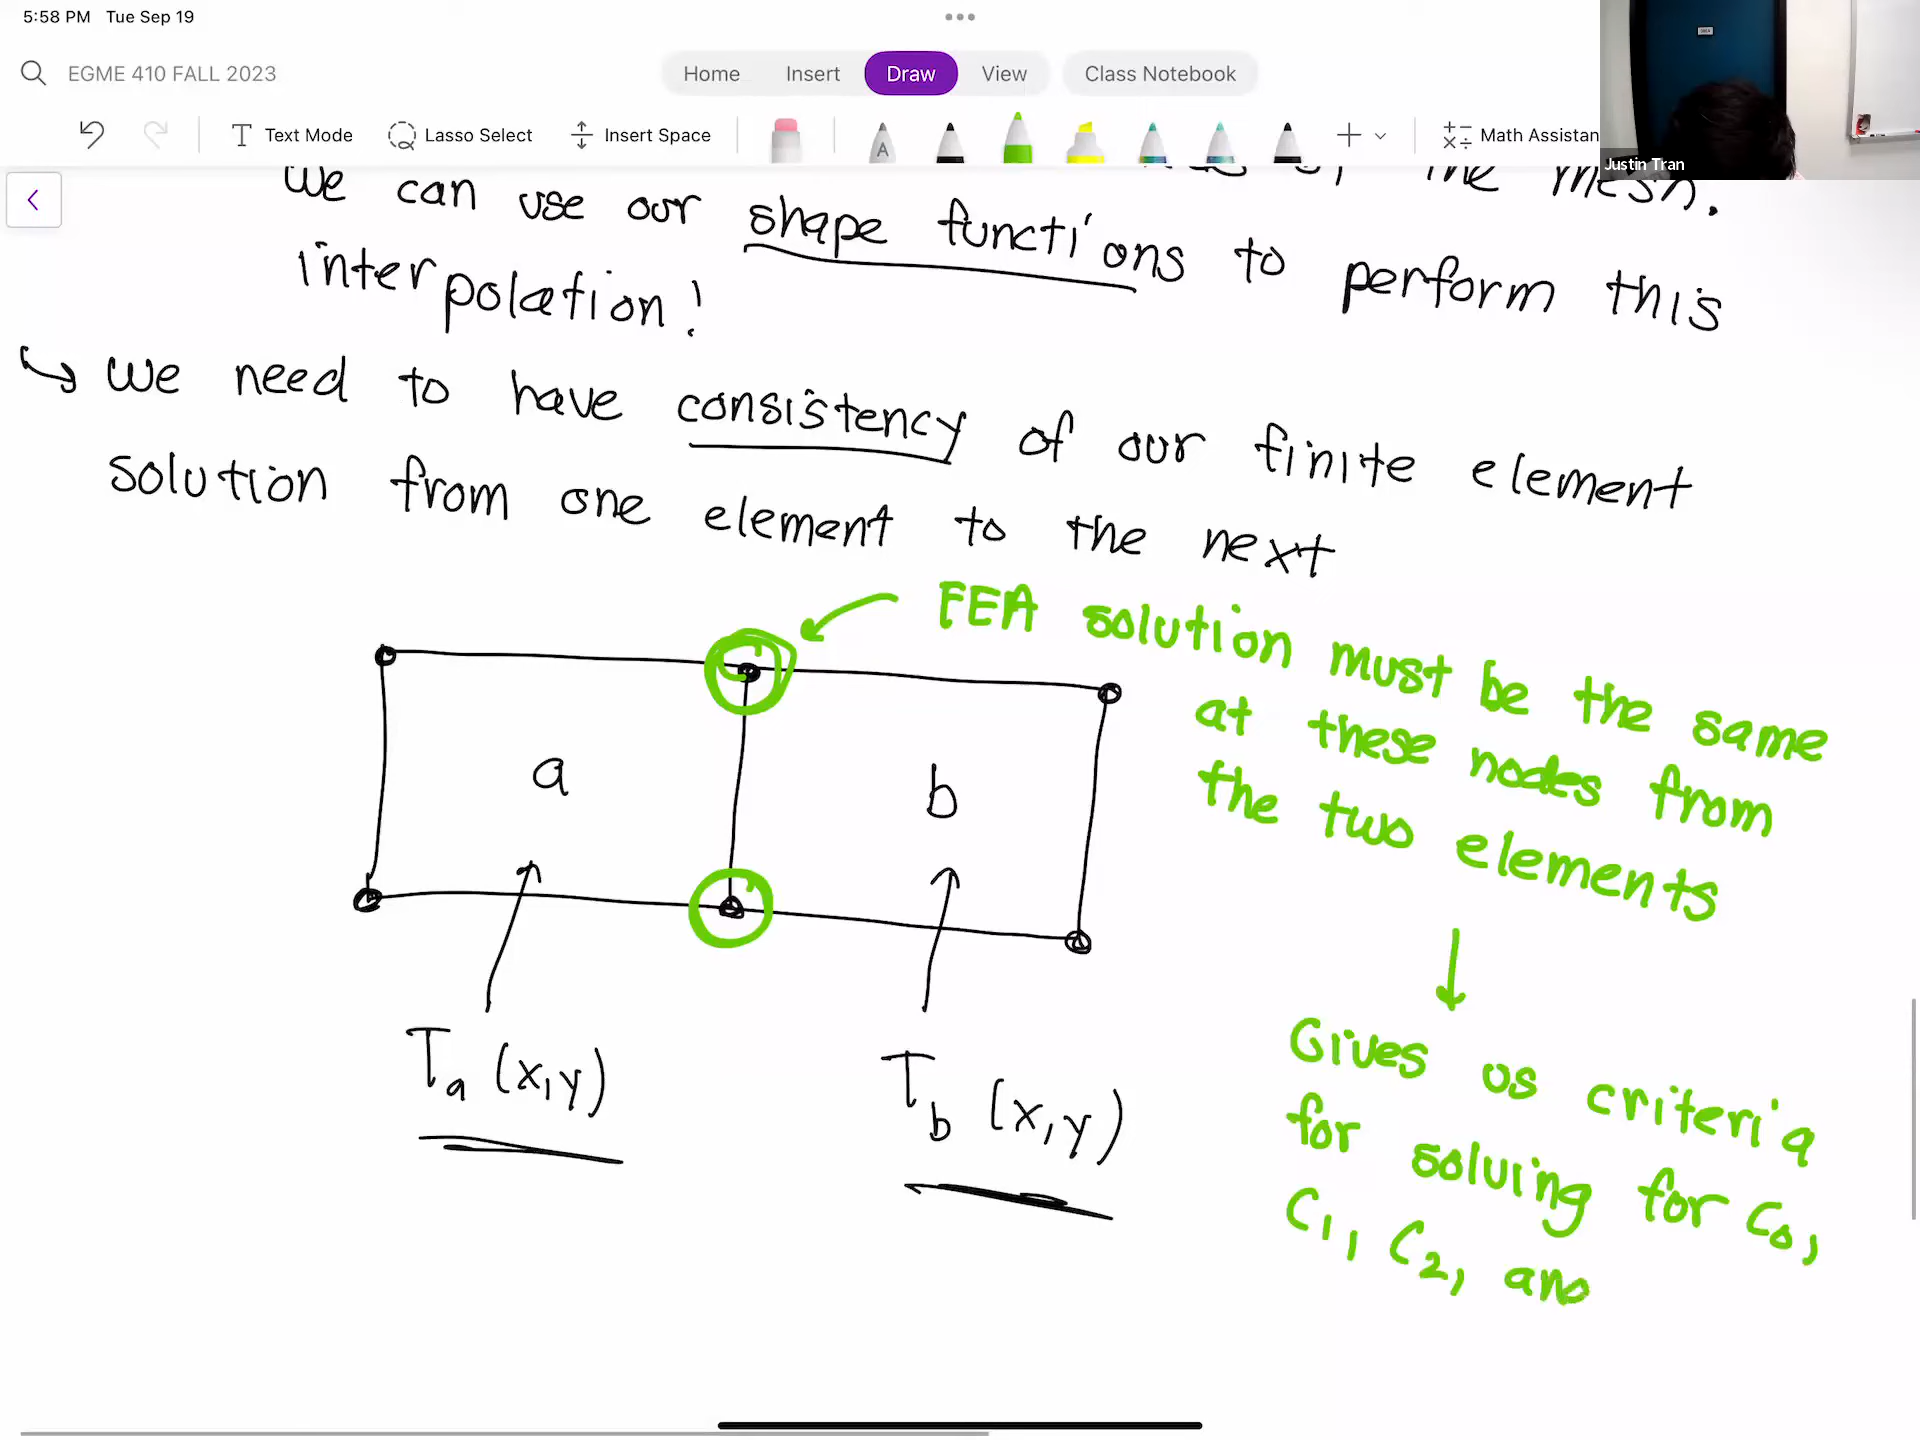 5:58 PM Tue Sep 19
EGME 410 FALL 2023
Home Insert Draw View Class Notebook
Text Mode Lasso Select Insert Space A Math Assistan
Justin Tran
the mesh.
we can use our shape functions to perform this
interpolation!
↳ we need to have consistency of our finite element
solution from one element to the next
FEA solution must be the same
at these nodes from
the two elements
a
b
Ta (x,y)
Tb (x,y)
Gives us criteria
for solving for C0,
C1, C2, and